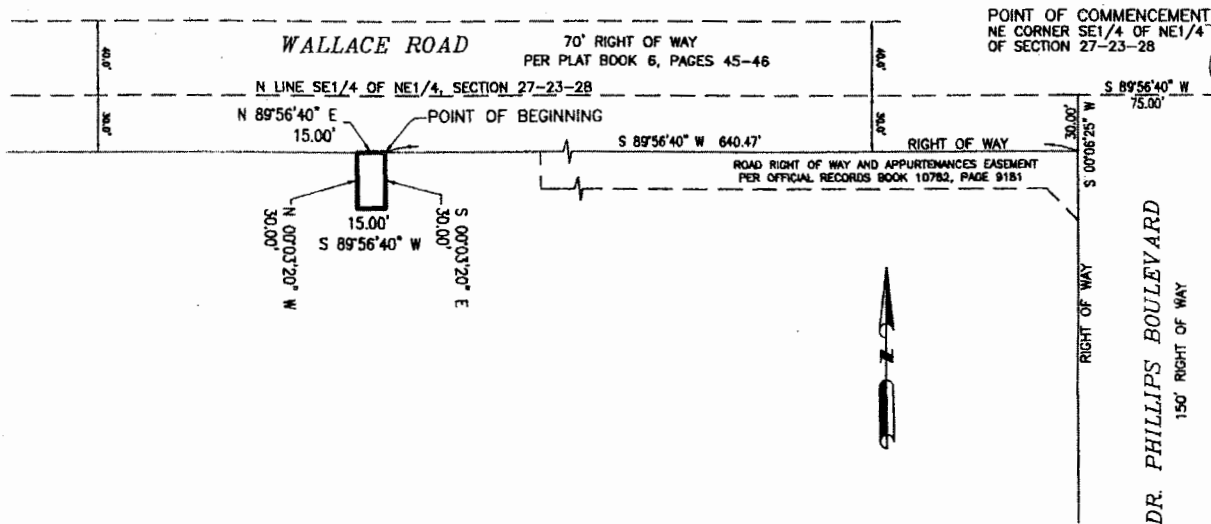 POINT OF COMMENCEMENT
NE CORNER SE1/4 OF NE1/4
OF SECTION 27-23-28
WALLACE ROAD
70' RIGHT OF WAY
PER PLAT BOOK 6, PAGES 45-46
40.0'
40.0'
N LINE SE1/4 OF NE1/4, SECTION 27-23-28
S 89°56'40" W
75.00'
30.0'
30.0'
30.00'
S 00°06'25" W
N 89°56'40" E
15.00'
POINT OF BEGINNING
S 89°56'40" W 640.47'
RIGHT OF WAY
ROAD RIGHT OF WAY AND APPURTENANCES EASEMENT
PER OFFICIAL RECORDS BOOK 10782, PAGE 9181
N 00°03'20" W
30.00'
15.00'
S 89°56'40" W
S 00°03'20" E
30.00'
N
RIGHT OF WAY
DR. PHILLIPS BOULEVARD
150' RIGHT OF WAY